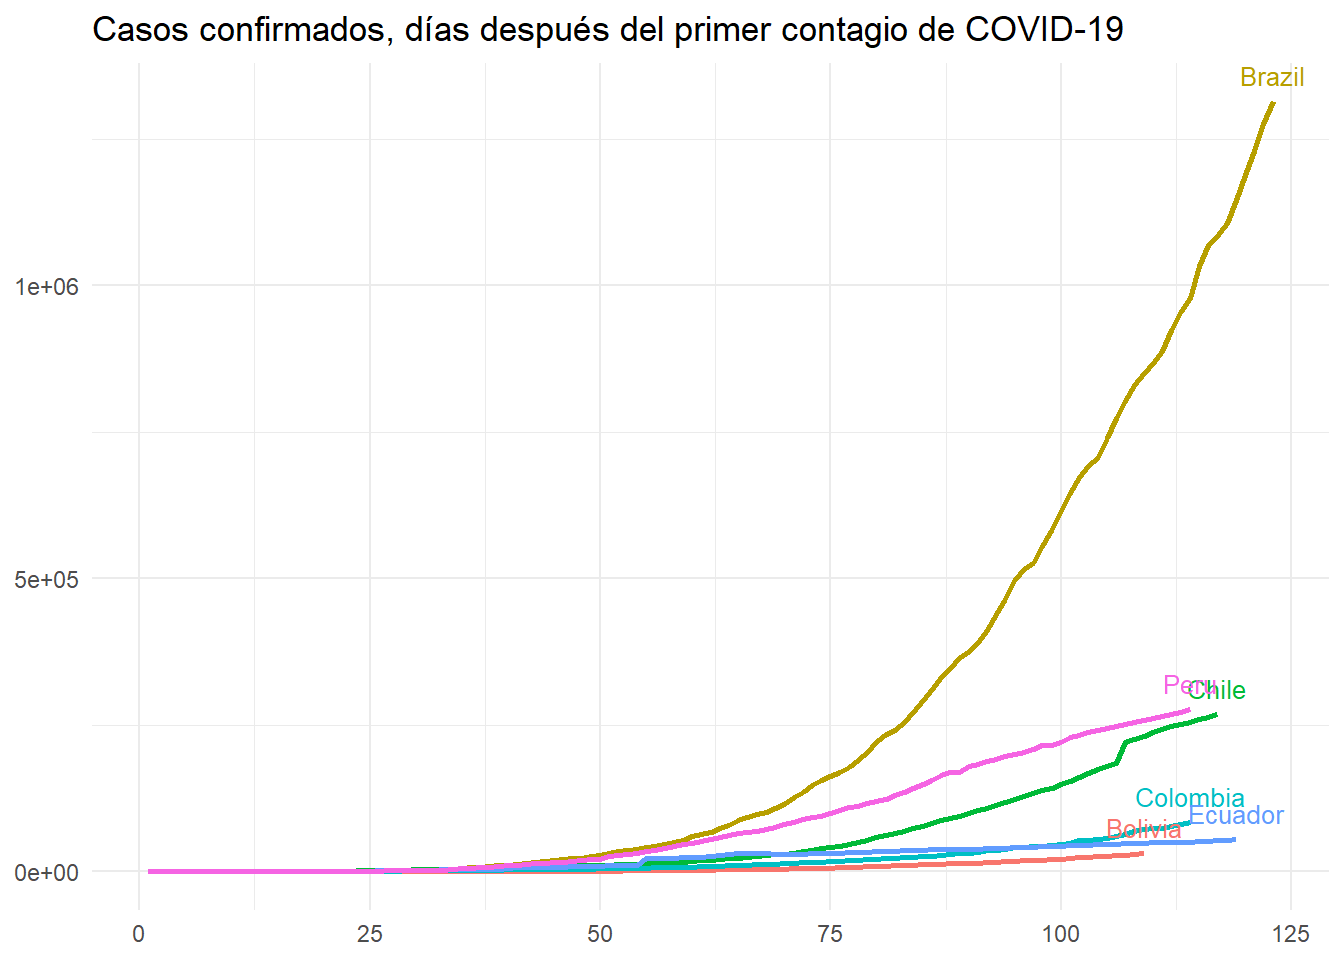 Casos confirmados, días después del primer contagio de COVID-19
Brazil
1e+06
5e+05
Peru
Chile
Colombia
Ecuador
Bolivia
0e+00
0 25 50 75 100 125